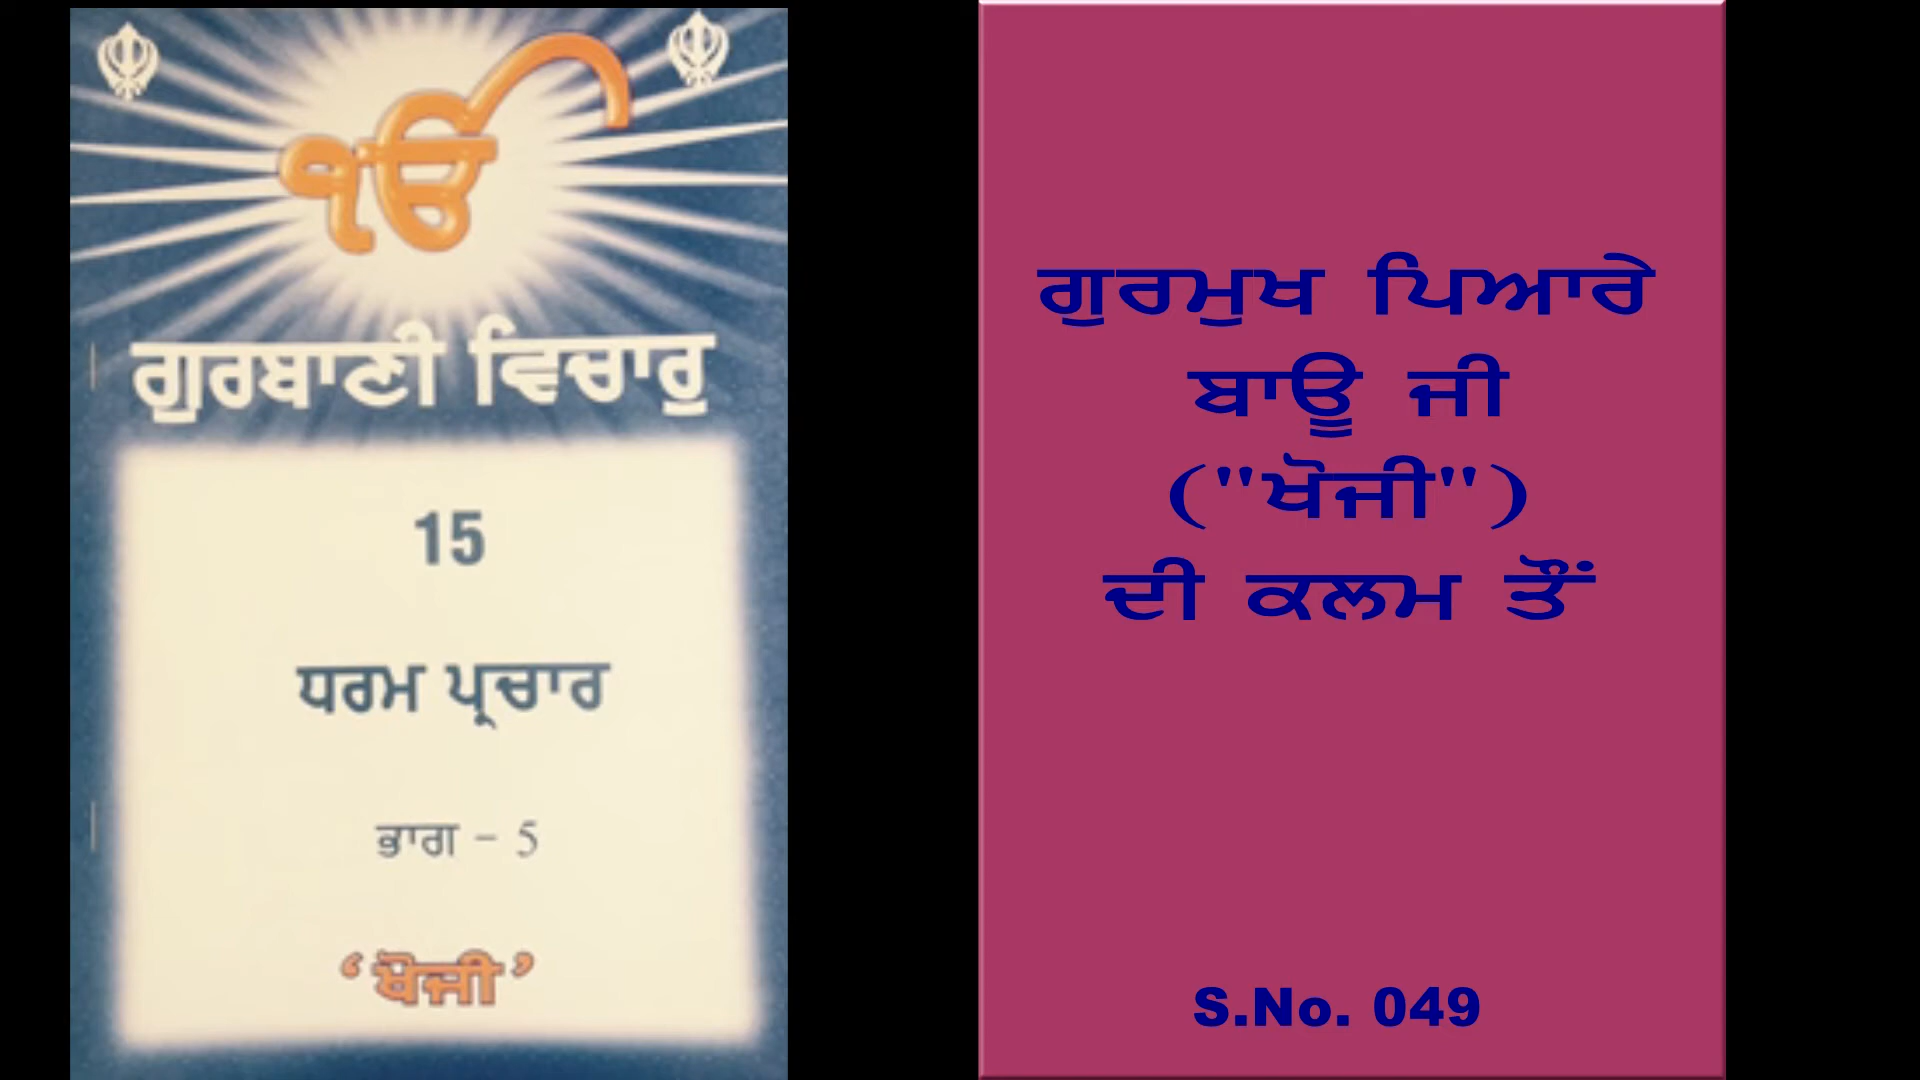 ੴ
ਗੁਰਬਾਣੀ ਵਿਚਾਰੁ
15
ਧਰਮ ਪ੍ਰਚਾਰ
ਭਾਗ - 5
‘ਖੋਜੀ’
ਗੁਰਮੁਖ ਪਿਆਰੇ
ਬਾਊ ਜੀ
("ਖੋਜੀ")
ਦੀ ਕਲਮ ਤੋਂ
S.No. 049